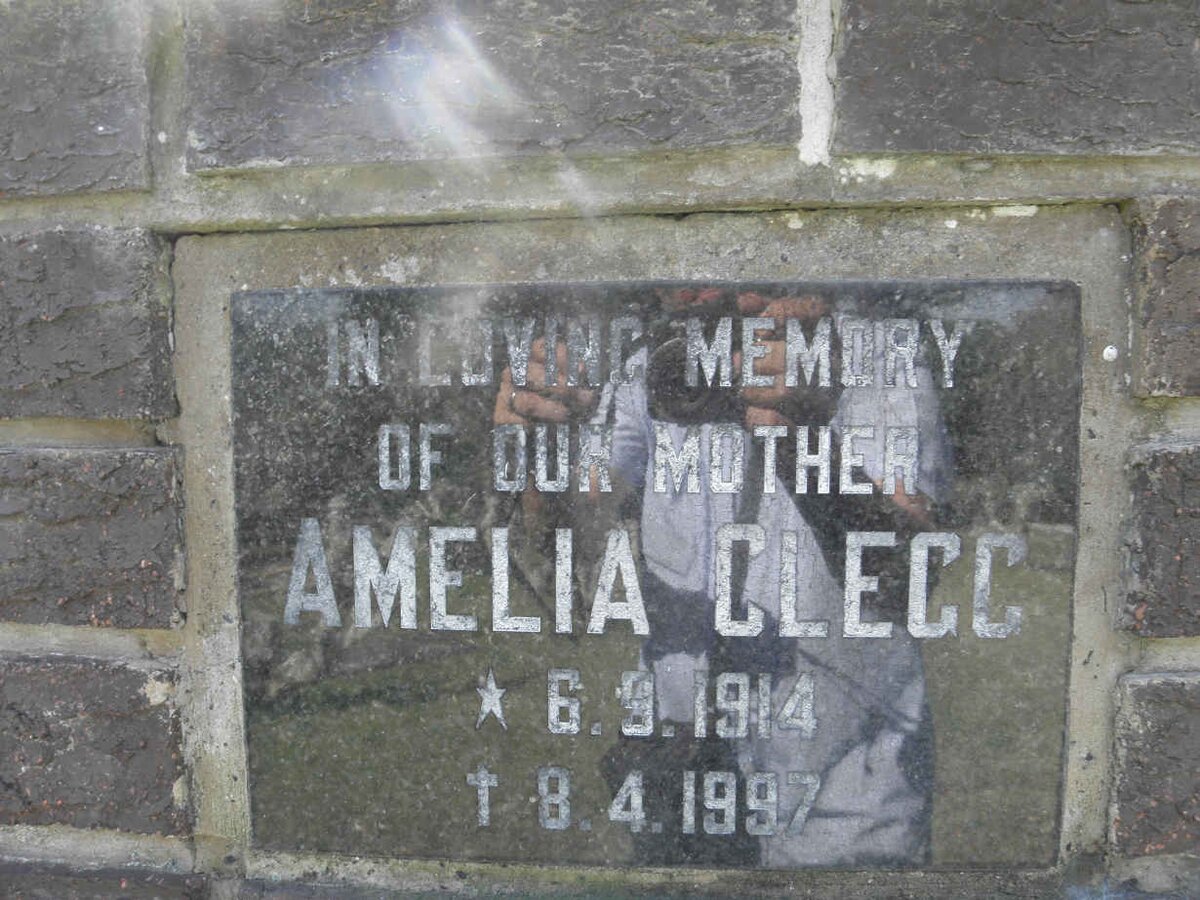 IN LOVING MEMORY
OF OUR MOTHER
AMELIA CLEGG
★ 6.9.1914
† 8.4.1997